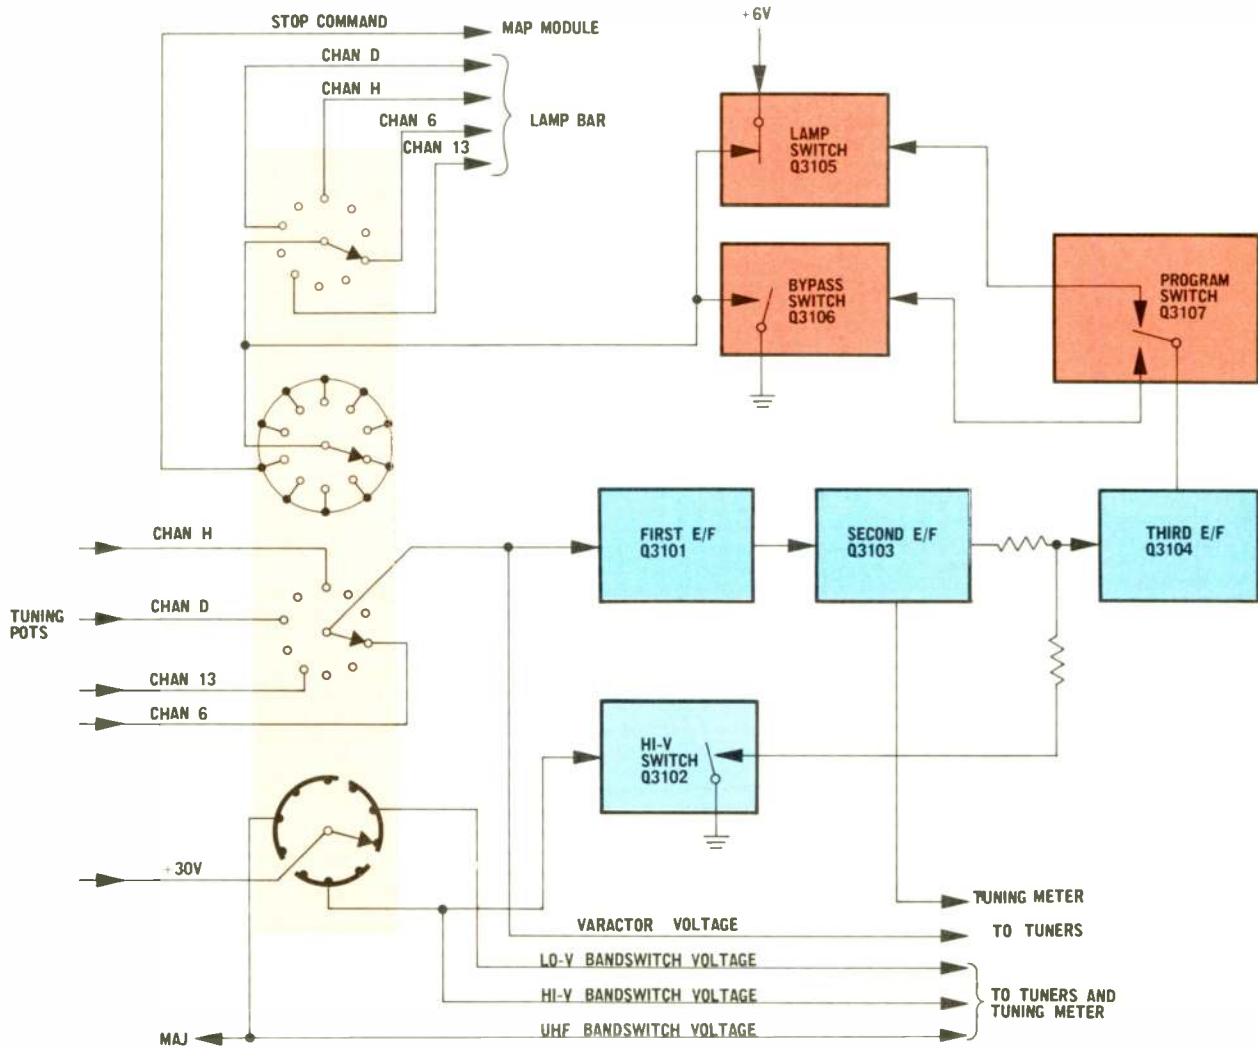 STOP COMMAND
MAP MODULE
CHAN D
CHAN H
CHAN 6
CHAN 13
LAMP BAR
+6V
LAMP
SWITCH
Q3105
BYPASS
SWITCH
Q3106
PROGRAM
SWITCH
Q3107
CHAN H
CHAN D
TUNING
POTS
CHAN 13
CHAN 6
FIRST E/F
Q3101
SECOND E/F
Q3103
THIRD E/F
Q3104
HI-V
SWITCH
Q3102
+30V
TUNING METER
VARACTOR VOLTAGE
TO TUNERS
LO-V BANDSWITCH VOLTAGE
HI-V BANDSWITCH VOLTAGE
TO TUNERS AND
TUNING METER
MAJ
UHF BANDSWITCH VOLTAGE